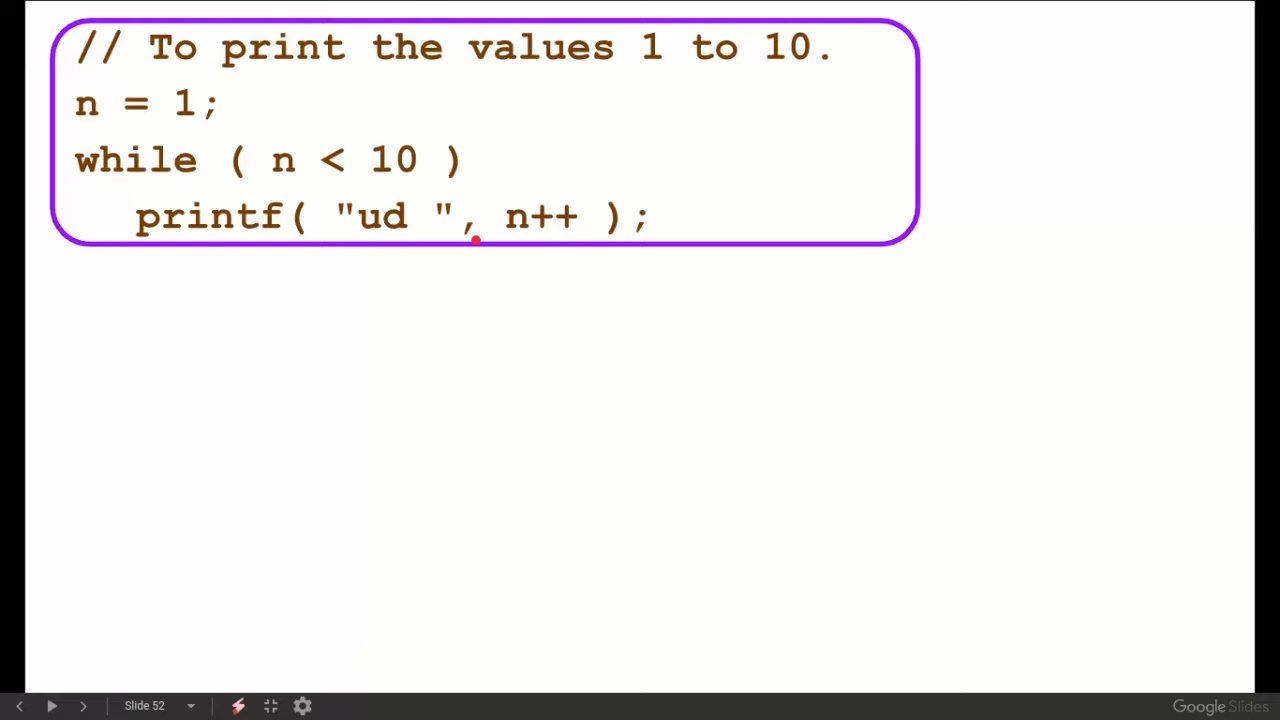 // To print the values 1 to 10.
n = 1;
while ( n < 10 )
printf( "ud ", n++ );
Slide 52
Google Slides